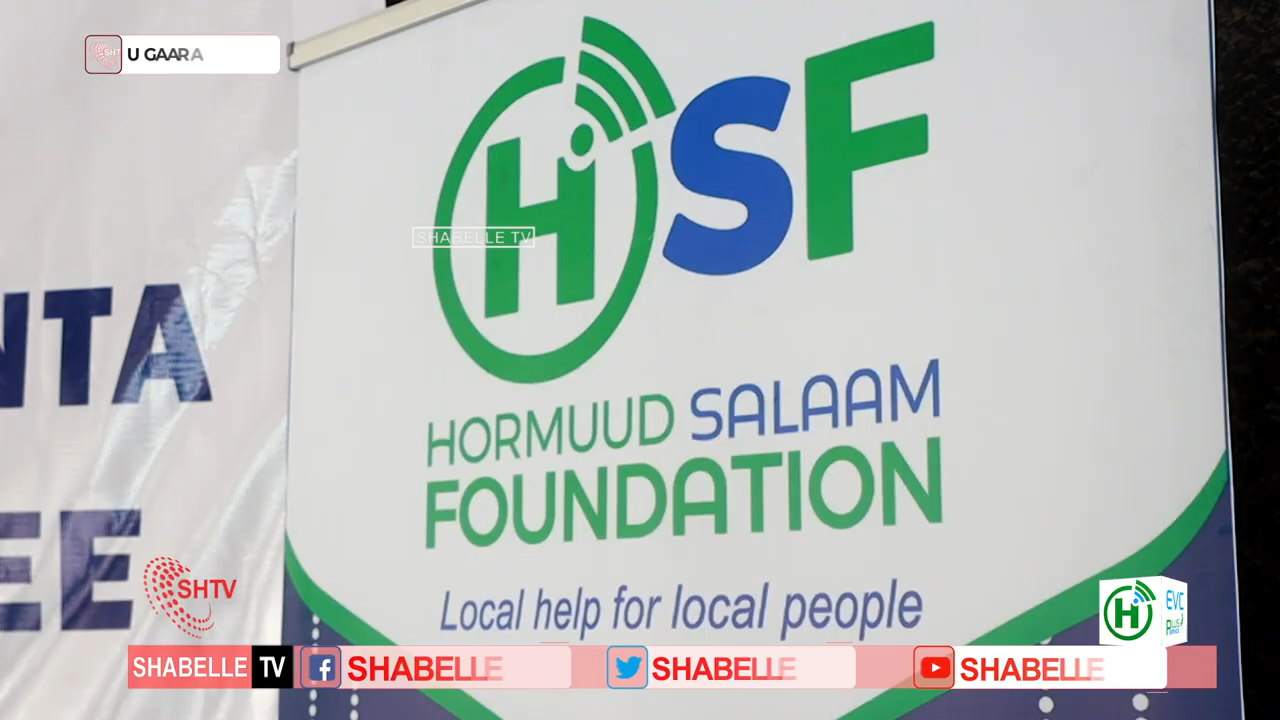 U GAARA
HSF
SHABELLE TV
NTA
EE
HORMUUD SALAAM
FOUNDATION
Local help for local people
SHTV
H EVC
PLUS
SHABELLE TV SHABELLE SHABELLE SHABELLE